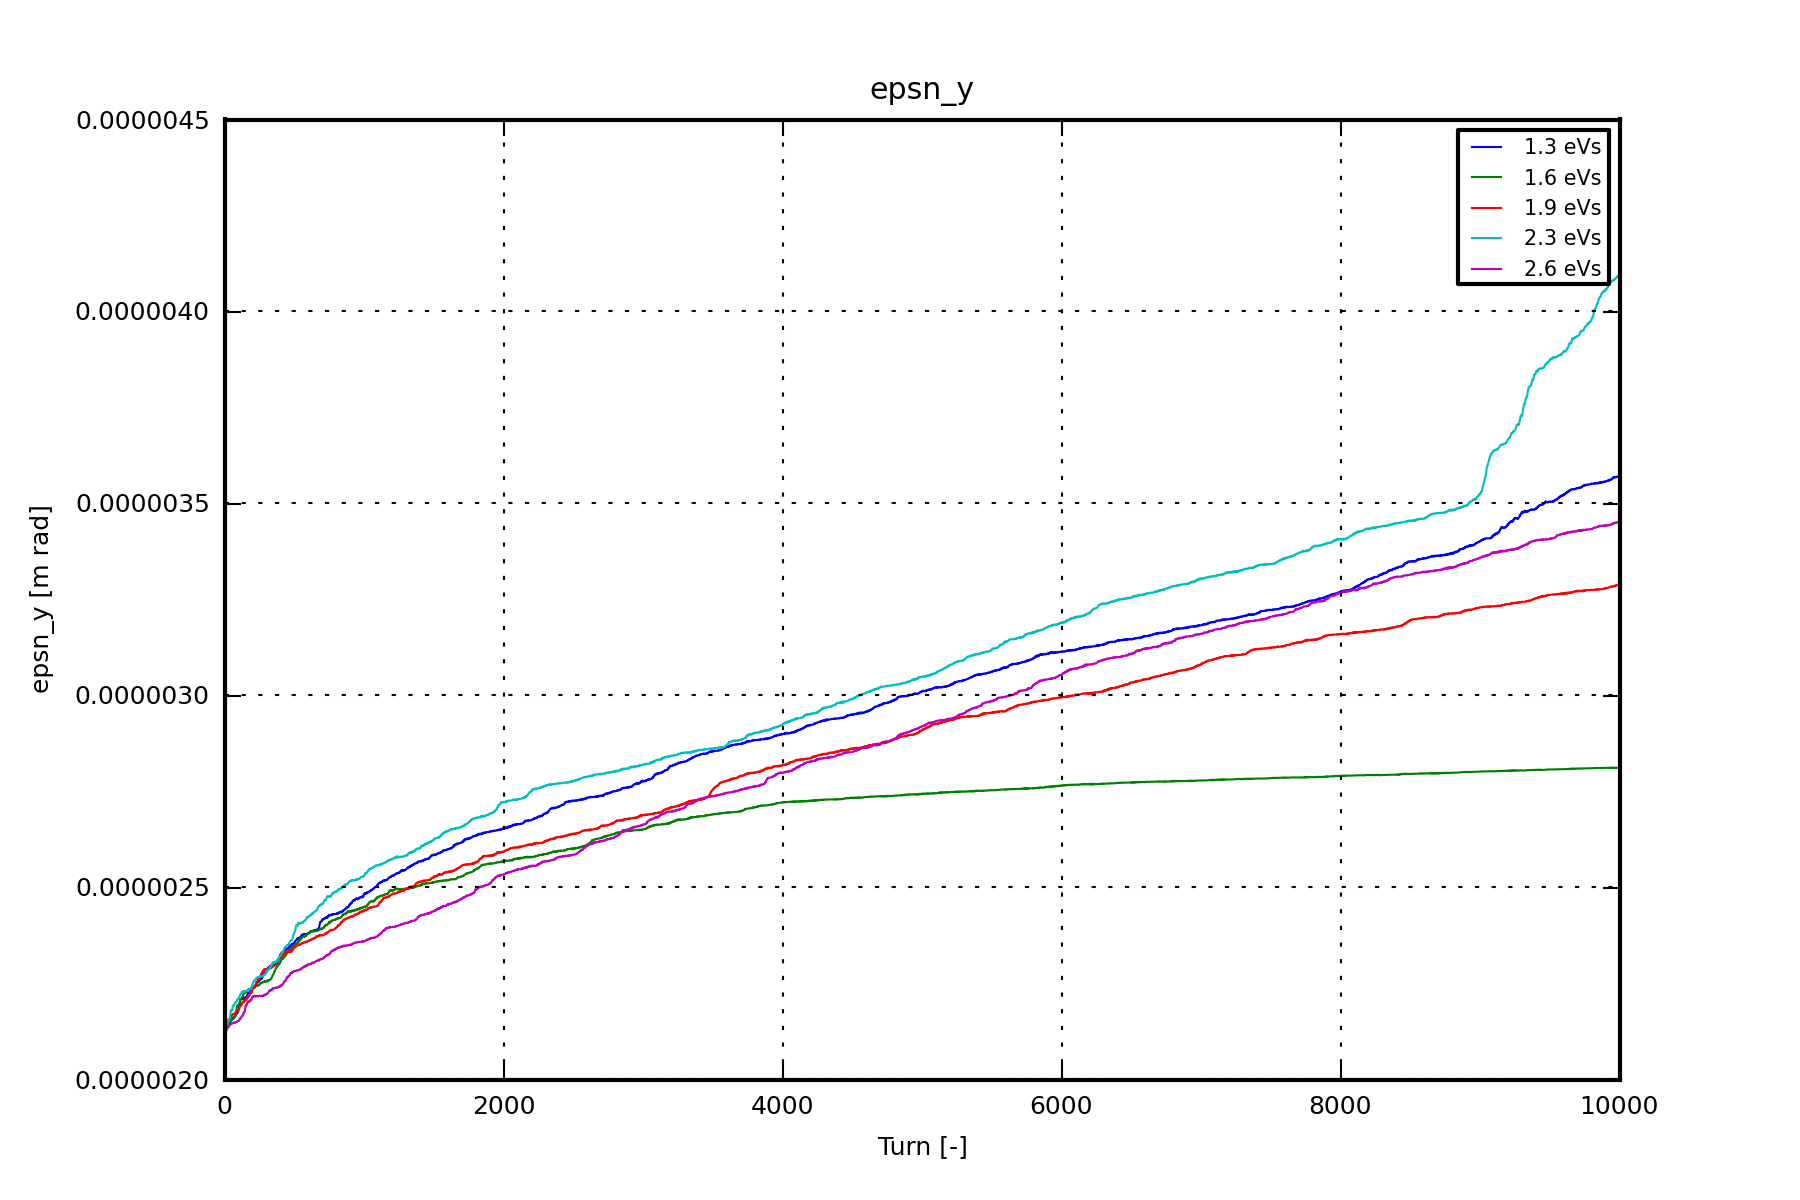 epsn_y
0.0000045
0.0000040
0.0000035
0.0000030
0.0000025
0.0000020
epsn_y [m rad]
1.3 eVs
1.6 eVs
1.9 eVs
2.3 eVs
2.6 eVs
0 2000 4000 6000 8000 10000
Turn [-]